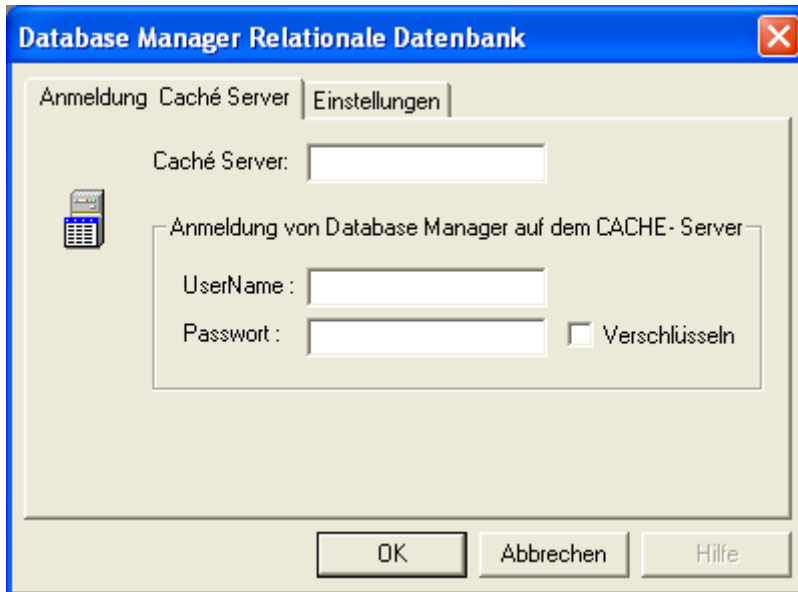 Database Manager Relationale Datenbank
Anmeldung Caché Server Einstellungen
Caché Server:
Anmeldung von Database Manager auf dem CACHE- Server
UserName :
Passwort : Verschlüsseln
OK Abbrechen Hilfe